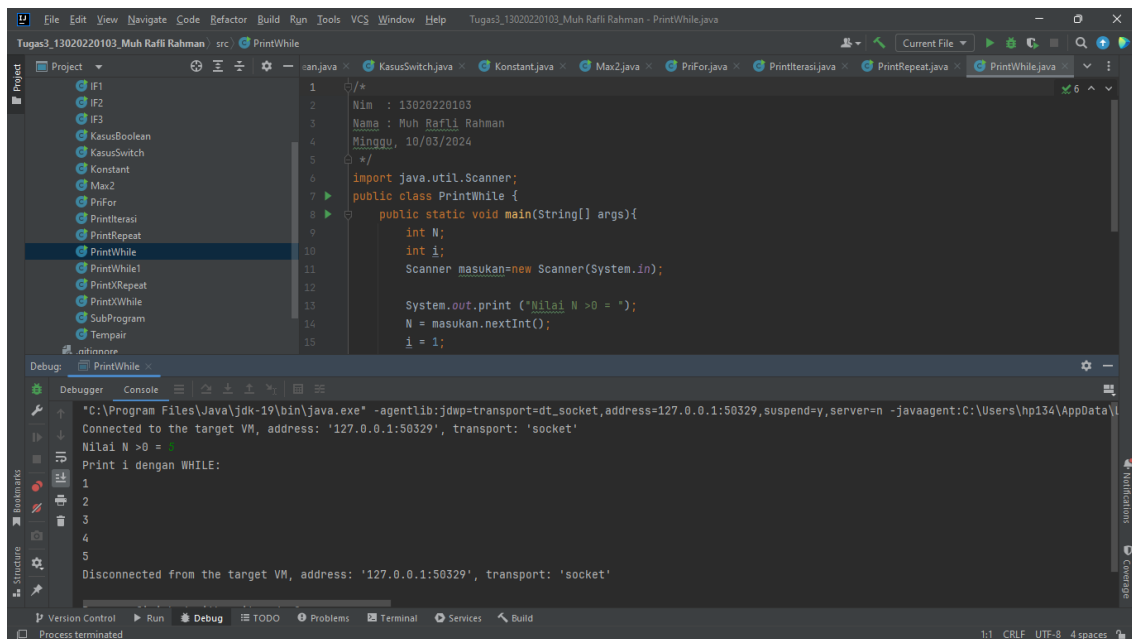 File Edit View Navigate Code Refactor Build Run Tools VCS Window Help Tugas3_13020220103_Muh Rafli Rahman - PrintWhile.java
Tugas3_13020220103_Muh Rafli Rahman src PrintWhile Current File
Project can.java KasusSwitch.java Konstant.java Max2.java PriFor.java PrintIterasi.java PrintRepeat.java PrintWhile.java
Project
IF1
IF2
IF3
KasusBoolean
KasusSwitch
Konstant
Max2
PriFor
PrintIterasi
PrintRepeat
PrintWhile
PrintWhile1
PrintXRepeat
PrintXWhile
SubProgram
Tempair
.gitignore
6
1 /*
2 Nim : 13020220103
3 Nama : Muh Rafli Rahman
4 Minggu, 10/03/2024
5 */
6 import java.util.Scanner;
7 public class PrintWhile {
8 public static void main(String[] args){
9 int N;
10 int i;
11 Scanner masukan=new Scanner(System.in);
12
13 System.out.print ("Nilai N >0 = ");
14 N = masukan.nextInt();
15 i = 1;
Debug: PrintWhile
Debugger Console
"C:\Program Files\Java\jdk-19\bin\java.exe" -agentlib:jdwp=transport=dt_socket,address=127.0.0.1:50329,suspend=y,server=n -javaagent:C:\Users\hp134\AppData\L
Connected to the target VM, address: '127.0.0.1:50329', transport: 'socket'
Nilai N >0 = 5
Print i dengan WHILE:
1
2
3
4
5
Disconnected from the target VM, address: '127.0.0.1:50329', transport: 'socket'
Bookmarks
Structure
Notifications
Coverage
Version Control Run Debug TODO Problems Terminal Services Build
Process terminated 1:1 CRLF UTF-8 4 spaces